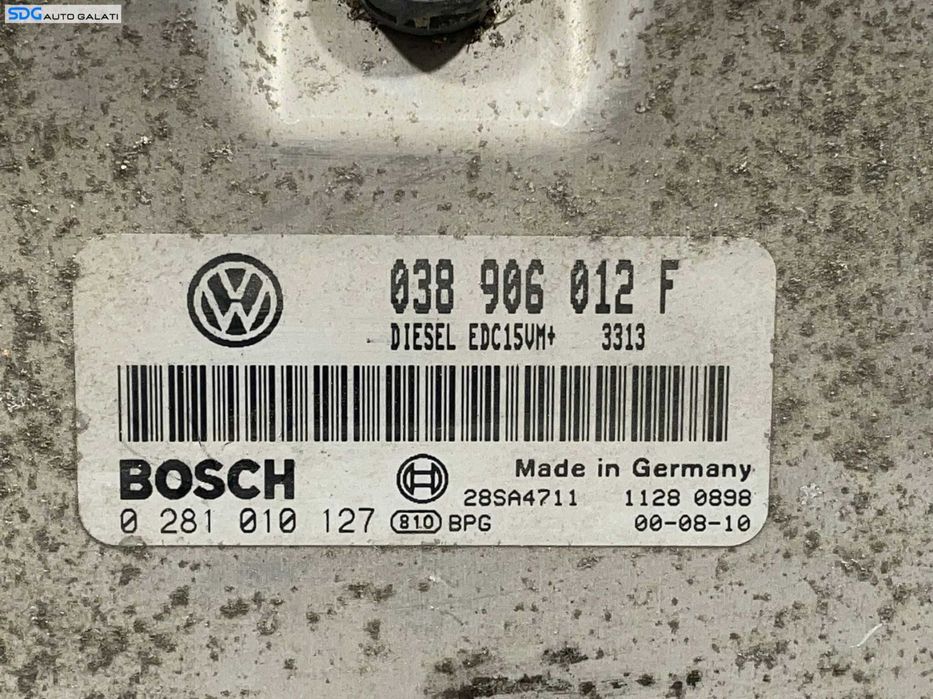 SDG AUTO GALATI
038 906 012 F
DIESEL EDC15VM+ 3313
BOSCH
Made in Germany
28SA4711 1128 0898
0 281 010 127 810 BPG 00-08-10